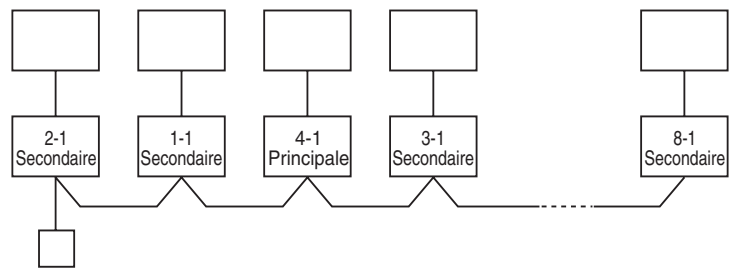 2-1
Secondaire
1-1
Secondaire
4-1
Principale
3-1
Secondaire
8-1
Secondaire